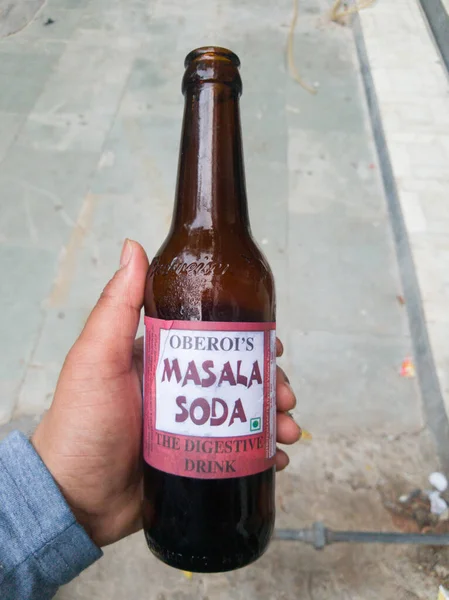 OBEROI'S
MASALA
SODA
THE DIGESTIVE
DRINK